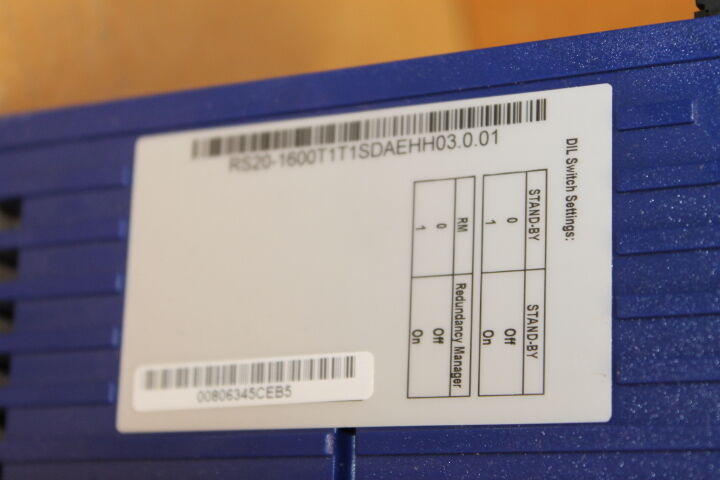 RS20-1600T1T1SDAEHH03.0.01
DIL Switch Settings:
STAND-BY STAND-BY
0 Off
1 On
RM Redundancy Manager
0 Off
1 On
00806345CEB5